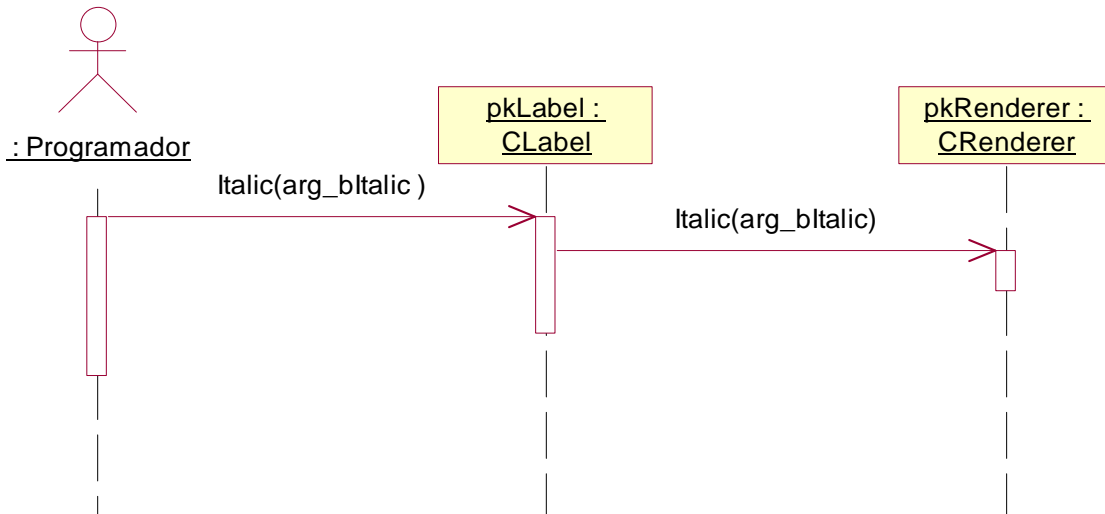 : Programador
pkLabel :
CLabel
pkRenderer :
CRenderer
Italic(arg_bItalic )
Italic(arg_bItalic)